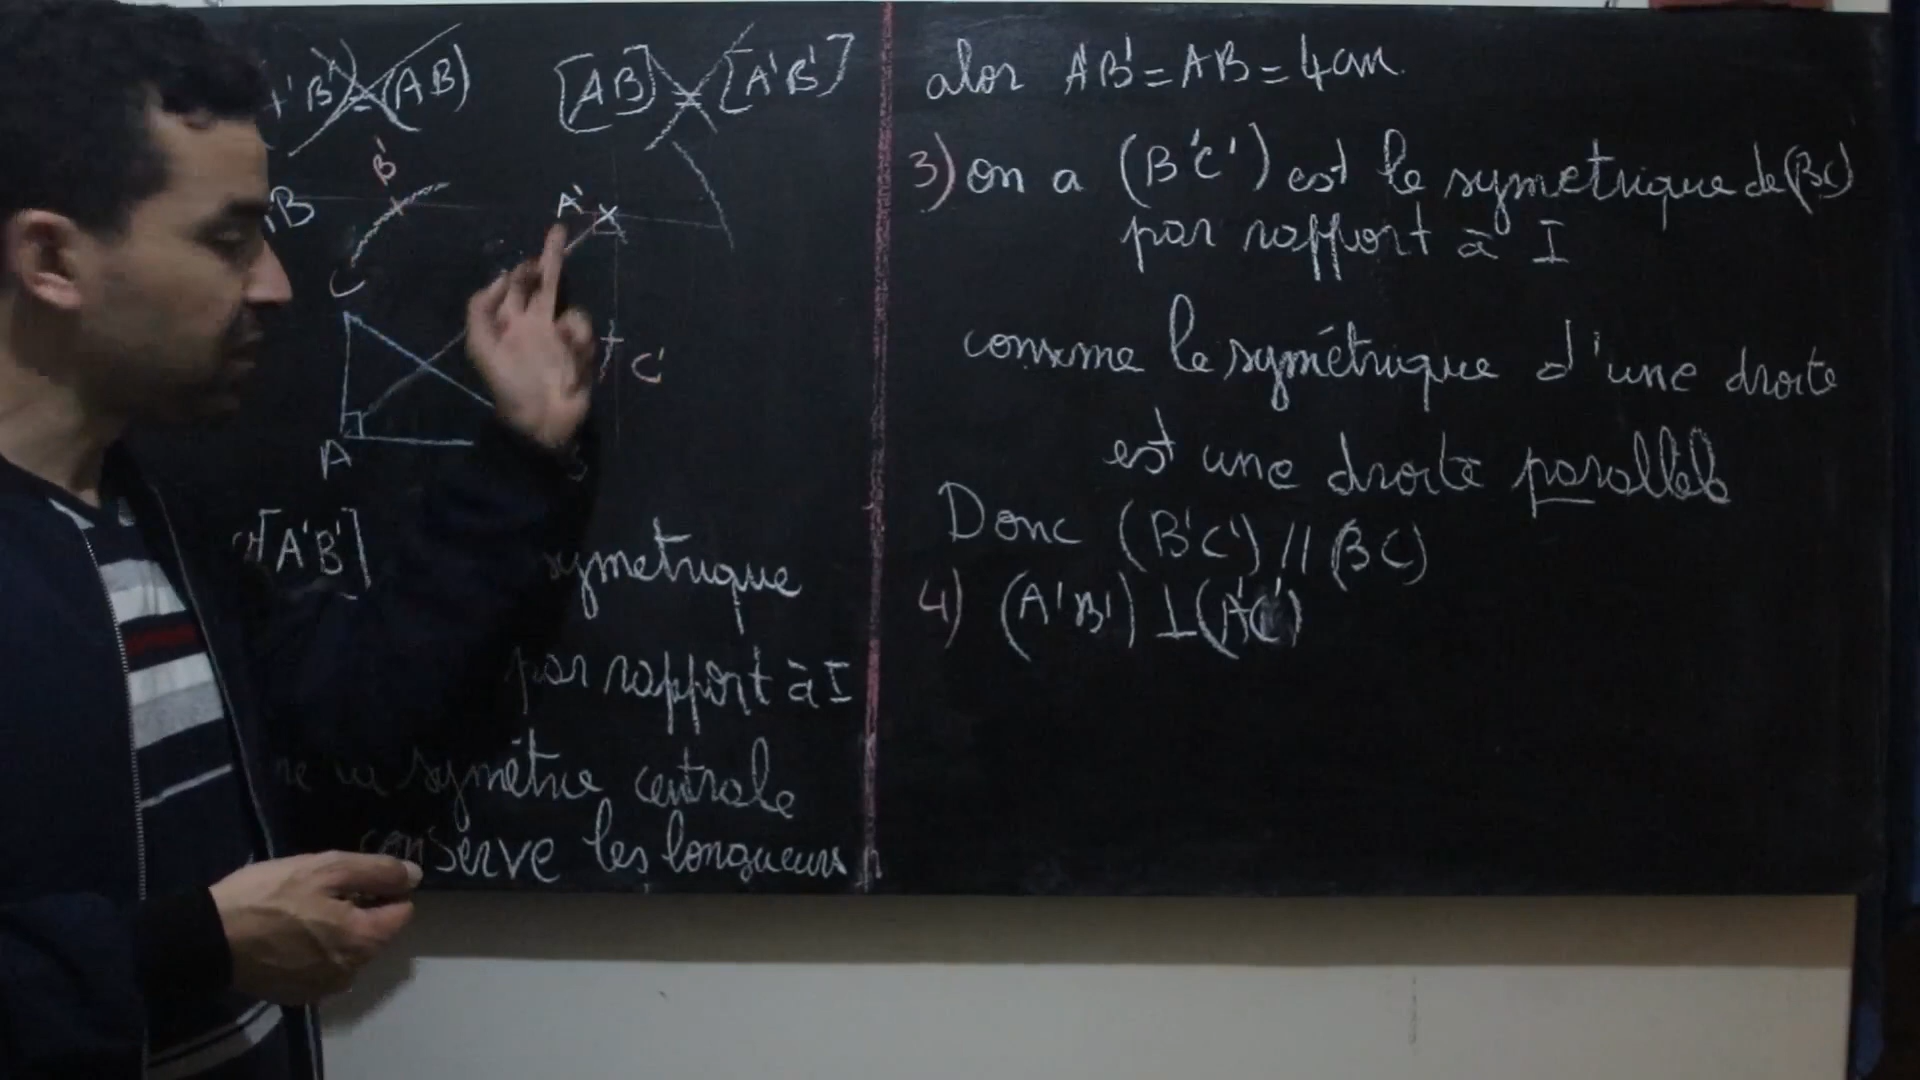 'B') = (AB)
[AB] = [A'B']
B'
AB
A'
C
C'
A
[A'B']
symetrique
par rapport à I
la symétrie centrale
conserve les longueurs
alor A'B' = AB = 4cm.
3) on a (B'C') est le symetrique de (BC)
par rapport à I
comme le symétrique d'une droite
est une droite parallèle
Donc (B'C') // (BC)
4) (A'B') ⊥ (A'C')